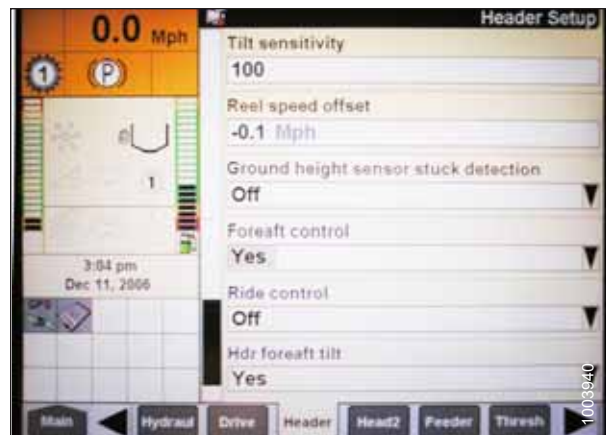 0.0 Mph
Header Setup
Tilt sensitivity
100
1
(P)
Reel speed offset
-0.1 Mph
Ground height sensor stuck detection
Off
1
Foreaft control
Yes
3:04 pm
Dec 11, 2006
Ride control
Off
GPS
Hdr foreaft tilt
Yes
Main
Hydraul
Drive
Header
Head2
Feeder
Thresh
1003940